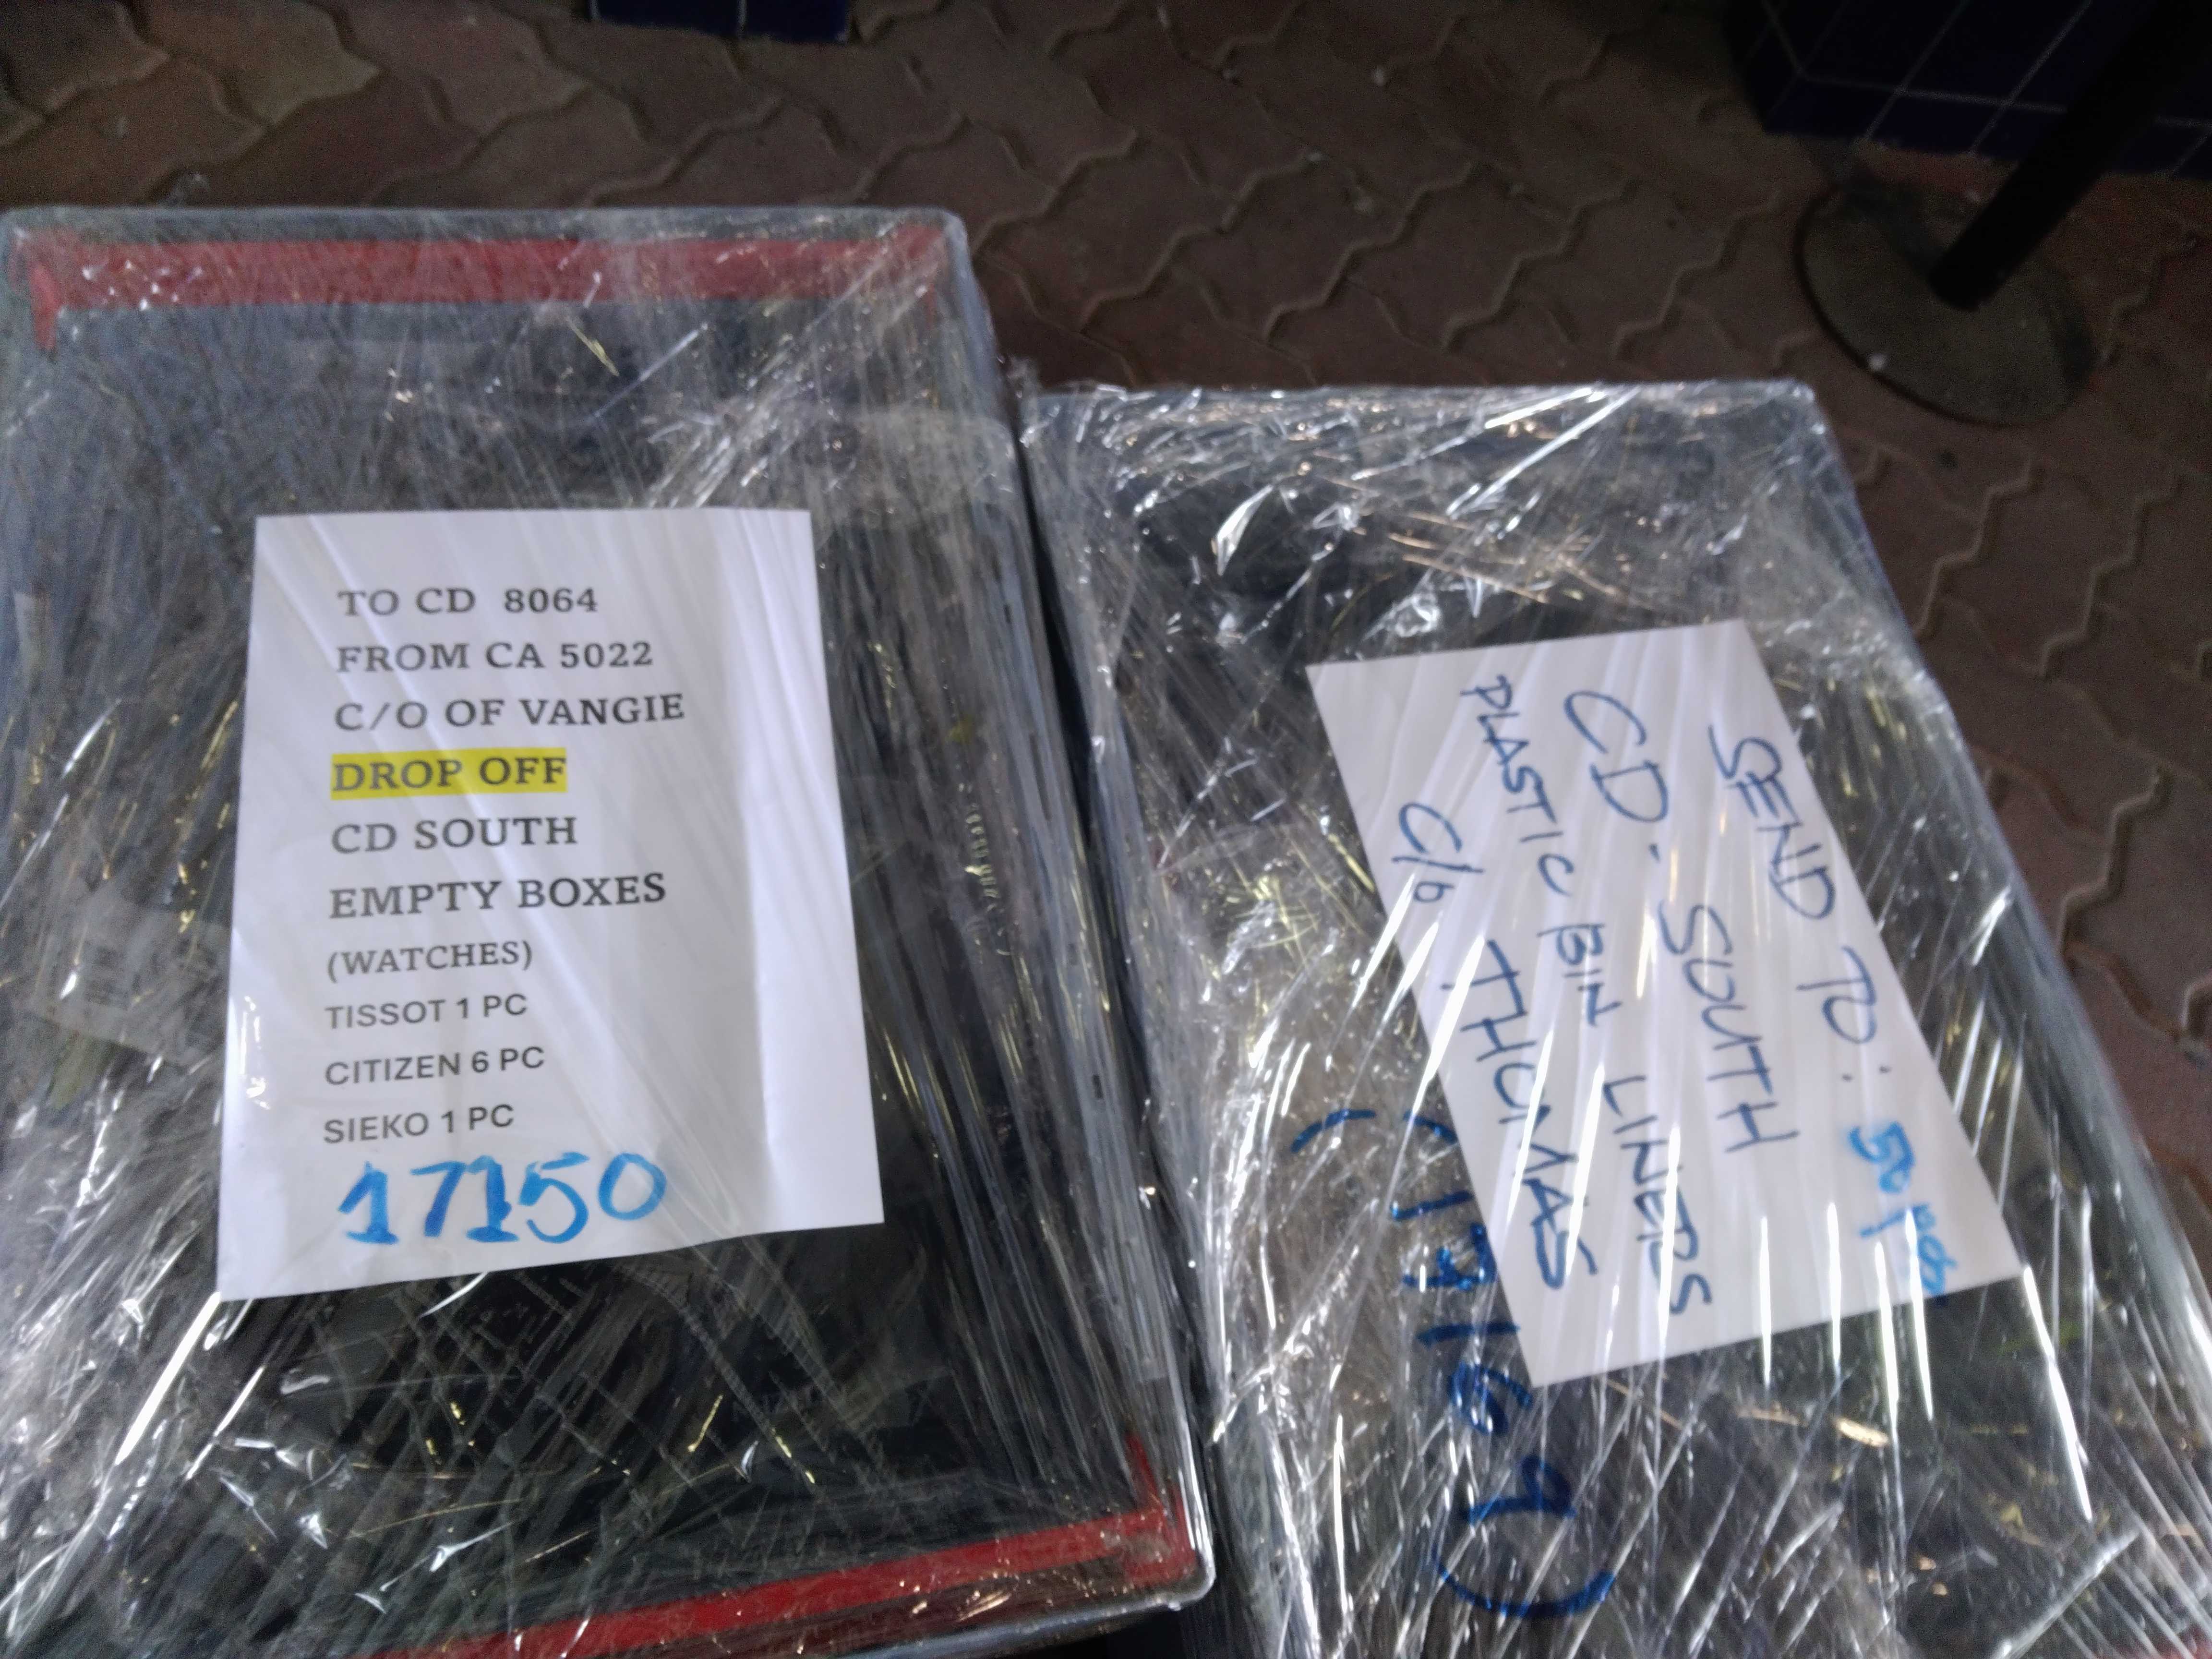 TO CD 8064
FROM CA 5022
C/O OF VANGIE
DROP OFF
CD SOUTH
EMPTY BOXES
(WATCHES)
TISSOT 1 PC
CITIZEN 6 PC
SIEKO 1 PC
17150
SEND TO:
CD. SOUTH
PLASTIC BIN LINERS
C/o THOMAS
(17169)